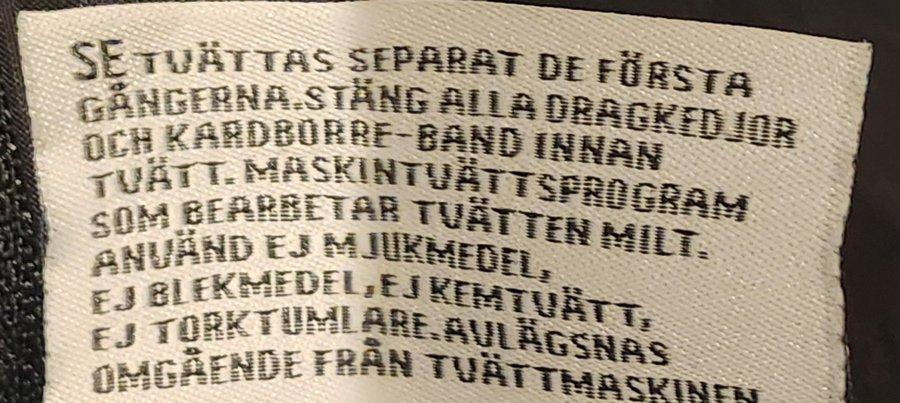 SE TVÄTTAS SEPARAT DE FÖRSTA
GÅNGERNA.STÄNG ALLA DRAGKEDJOR
OCH KARDBORRE-BAND INNAN
TVÄTT. MASKINTVÄTTSPROGRAM
SOM BEARBETAR TVÄTTEN MILT.
ANVÄND EJ MJUKMEDEL,
EJ BLEKMEDEL,EJ KEMTVÄTT,
EJ TORKTUMLARE.AVLÄGSNAS
OMGÅENDE FRÅN TVÄTTMASKINEN